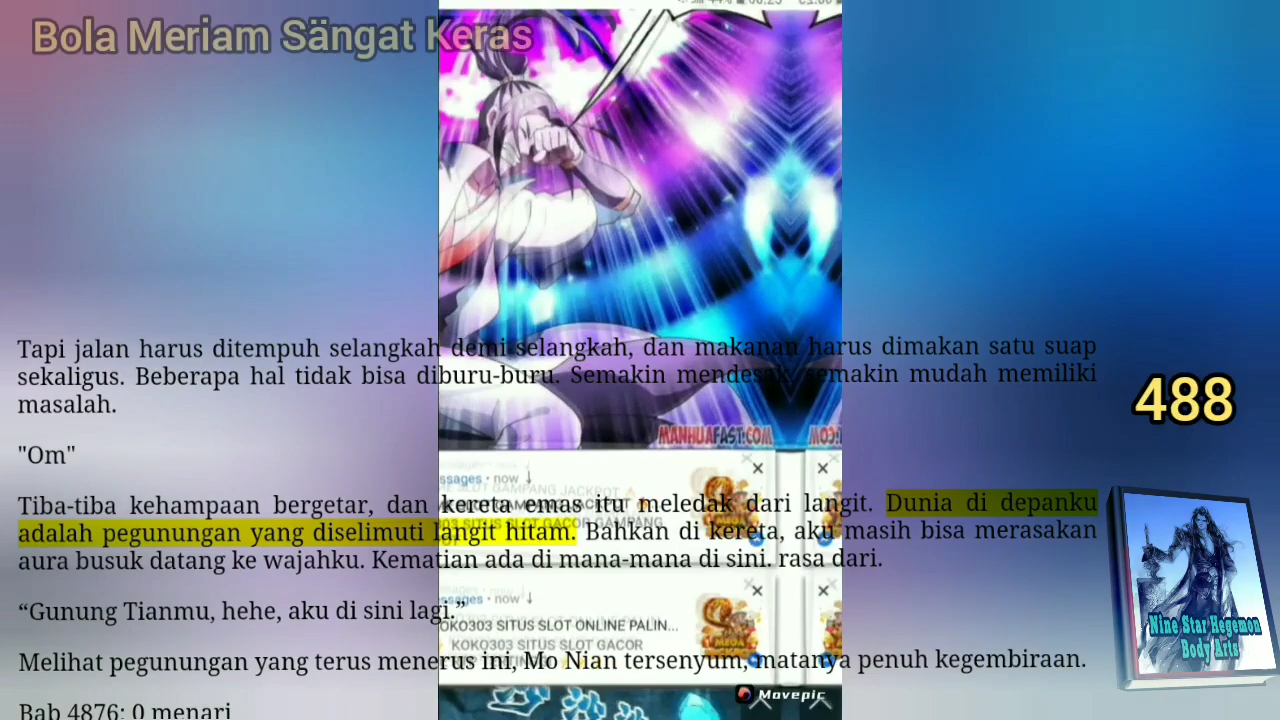 Bola Meriam Sängat Keras
Tapi jalan harus ditempuh selangkah demi selangkah, dan makanan harus dimakan satu suap
sekaligus. Beberapa hal tidak bisa diburu-buru. Semakin mendesak, semakin mudah memiliki
masalah.
MANHUAFAST.COM
488
"Om"
ssages • now ↓
Tiba-tiba kehampaan bergetar, dan kereta emas itu meledak dari langit. Dunia di depanku
adalah pegunungan yang diselimuti langit hitam. Bahkan di kereta, aku masih bisa merasakan
aura busuk datang ke wajahku. Kematian ada di mana-mana di sini. rasa dari.
ssages • now ↓
“Gunung Tianmu, hehe, aku di sini lagi.”
OKO303 SITUS SLOT ONLINE PALIN...
KOKO303 SITUS SLOT GACOR
Nine Star Hegemon
Body Arts
Melihat pegunungan yang terus menerus ini, Mo Nian tersenyum, matanya penuh kegembiraan.
Movepic
Bab 4876: 0 menari